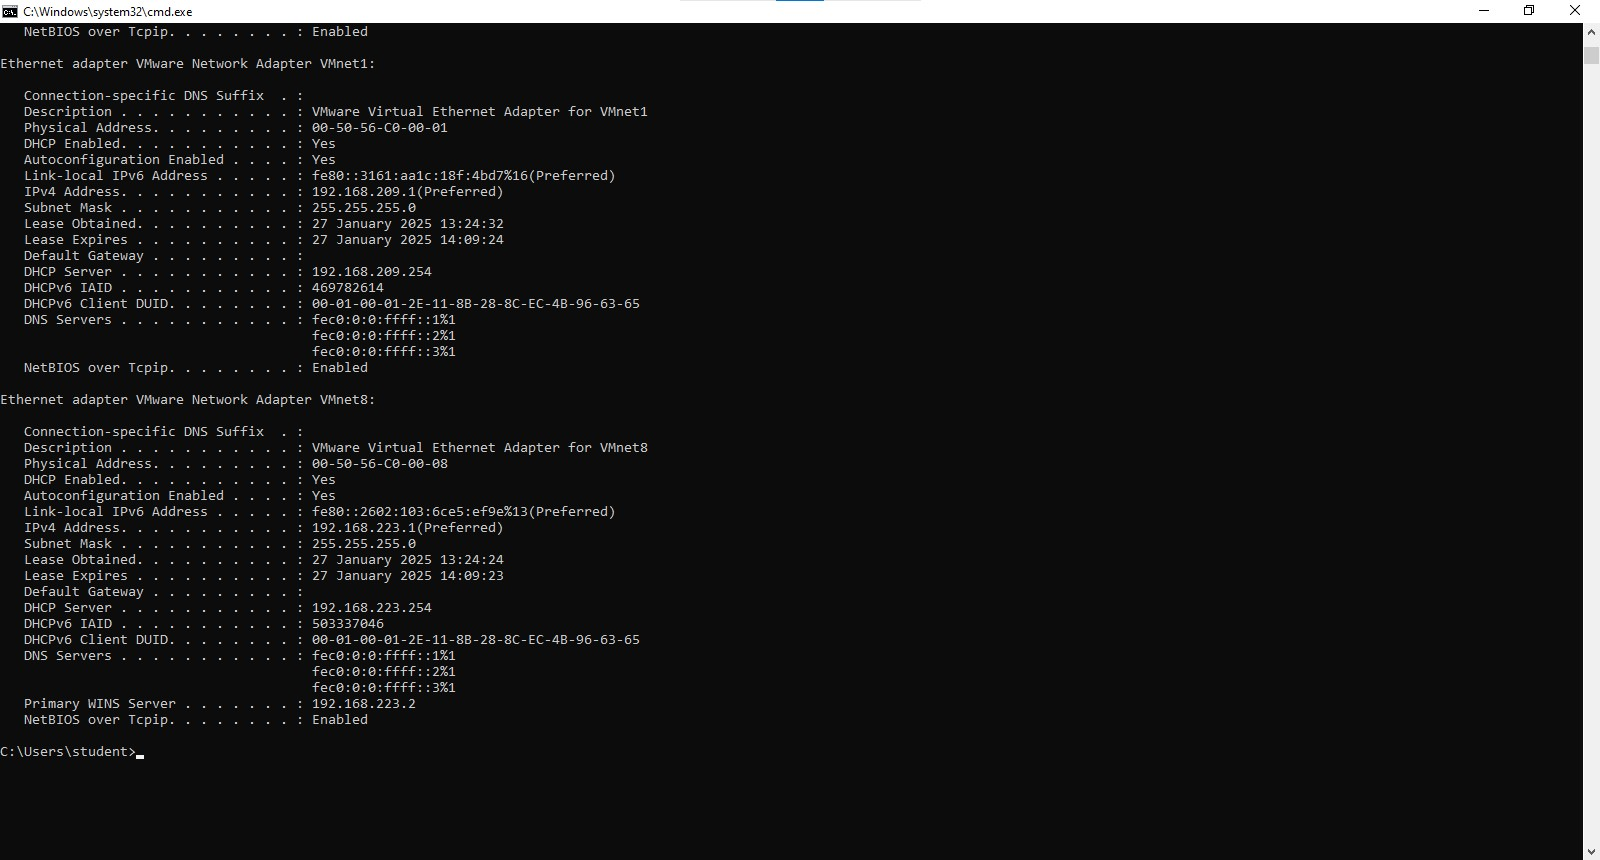 C:\Windows\system32\cmd.exe
   NetBIOS over Tcpip. . . . . . . . : Enabled

Ethernet adapter VMware Network Adapter VMnet1:

   Connection-specific DNS Suffix  . :
   Description . . . . . . . . . . . : VMware Virtual Ethernet Adapter for VMnet1
   Physical Address. . . . . . . . . : 00-50-56-C0-00-01
   DHCP Enabled. . . . . . . . . . . : Yes
   Autoconfiguration Enabled . . . . : Yes
   Link-local IPv6 Address . . . . . : fe80::3161:aa1c:18f:4bd7%16(Preferred)
   IPv4 Address. . . . . . . . . . . : 192.168.209.1(Preferred)
   Subnet Mask . . . . . . . . . . . : 255.255.255.0
   Lease Obtained. . . . . . . . . . : 27 January 2025 13:24:32
   Lease Expires . . . . . . . . . . : 27 January 2025 14:09:24
   Default Gateway . . . . . . . . . :
   DHCP Server . . . . . . . . . . . : 192.168.209.254
   DHCPv6 IAID . . . . . . . . . . . : 469782614
   DHCPv6 Client DUID. . . . . . . . : 00-01-00-01-2E-11-8B-28-8C-EC-4B-96-63-65
   DNS Servers . . . . . . . . . . . : fec0:0:0:ffff::1%1
                                       fec0:0:0:ffff::2%1
                                       fec0:0:0:ffff::3%1
   NetBIOS over Tcpip. . . . . . . . : Enabled

Ethernet adapter VMware Network Adapter VMnet8:

   Connection-specific DNS Suffix  . :
   Description . . . . . . . . . . . : VMware Virtual Ethernet Adapter for VMnet8
   Physical Address. . . . . . . . . : 00-50-56-C0-00-08
   DHCP Enabled. . . . . . . . . . . : Yes
   Autoconfiguration Enabled . . . . : Yes
   Link-local IPv6 Address . . . . . : fe80::2602:103:6ce5:ef9e%13(Preferred)
   IPv4 Address. . . . . . . . . . . : 192.168.223.1(Preferred)
   Subnet Mask . . . . . . . . . . . : 255.255.255.0
   Lease Obtained. . . . . . . . . . : 27 January 2025 13:24:24
   Lease Expires . . . . . . . . . . : 27 January 2025 14:09:23
   Default Gateway . . . . . . . . . :
   DHCP Server . . . . . . . . . . . : 192.168.223.254
   DHCPv6 IAID . . . . . . . . . . . : 503337046
   DHCPv6 Client DUID. . . . . . . . : 00-01-00-01-2E-11-8B-28-8C-EC-4B-96-63-65
   DNS Servers . . . . . . . . . . . : fec0:0:0:ffff::1%1
                                       fec0:0:0:ffff::2%1
                                       fec0:0:0:ffff::3%1
   Primary WINS Server . . . . . . . : 192.168.223.2
   NetBIOS over Tcpip. . . . . . . . : Enabled

C:\Users\student>